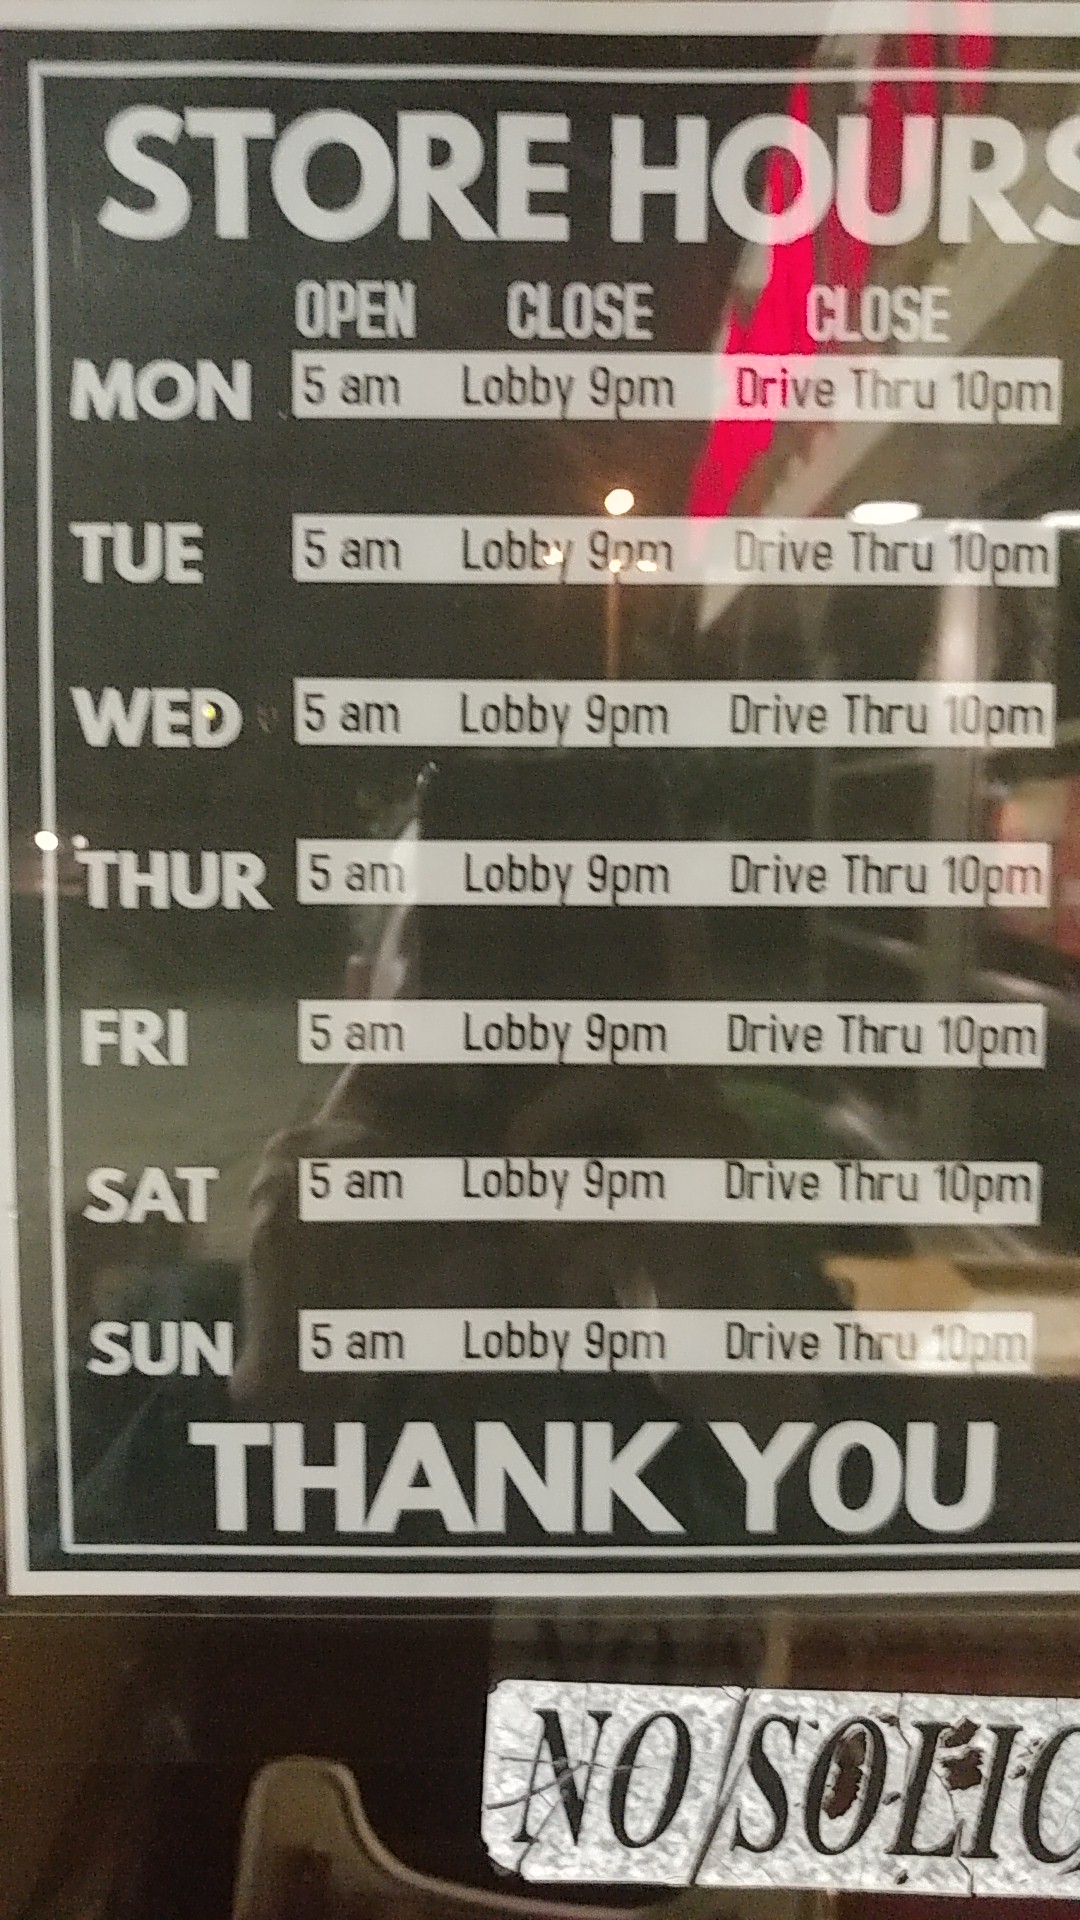 STORE HOURS
OPEN CLOSE CLOSE
MON 5 am Lobby 9pm Drive Thru 10pm
TUE 5 am Lobby 9pm Drive Thru 10pm
WED 5 am Lobby 9pm Drive Thru 10pm
THUR 5 am Lobby 9pm Drive Thru 10pm
FRI 5 am Lobby 9pm Drive Thru 10pm
SAT 5 am Lobby 9pm Drive Thru 10pm
SUN 5 am Lobby 9pm Drive Thru 10pm
THANK YOU
NO SOLIC